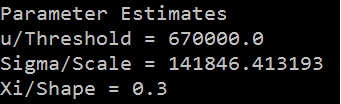 Parameter Estimates
u/Threshold = 670000.0
Sigma/Scale = 141846.413193
Xi/Shape = 0.3